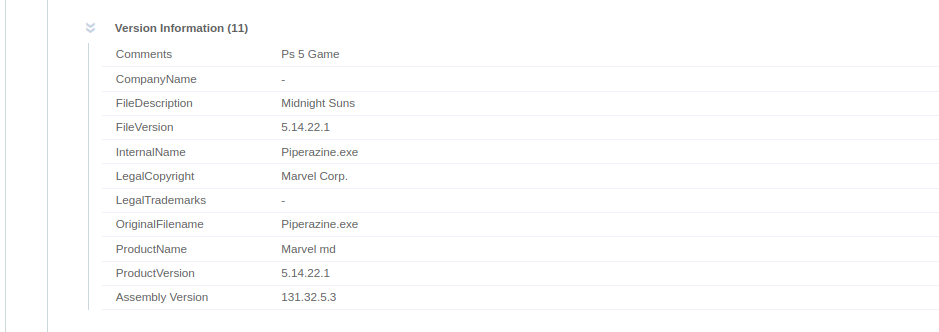 Version Information (11)
Comments Ps 5 Game
CompanyName -
FileDescription Midnight Suns
FileVersion 5.14.22.1
InternalName Piperazine.exe
LegalCopyright Marvel Corp.
LegalTrademarks -
OriginalFilename Piperazine.exe
ProductName Marvel md
ProductVersion 5.14.22.1
Assembly Version 131.32.5.3